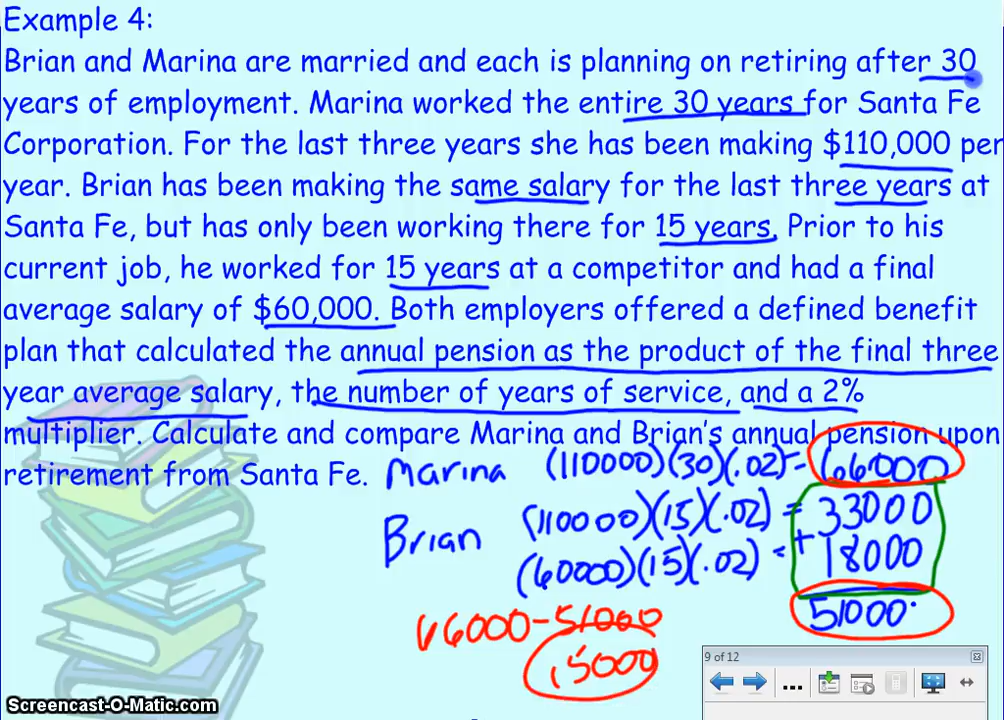 Example 4:
Brian and Marina are married and each is planning on retiring after 30
years of employment. Marina worked the entire 30 years for Santa Fe
Corporation. For the last three years she has been making $110,000 per
year. Brian has been making the same salary for the last three years at
Santa Fe, but has only been working there for 15 years. Prior to his
current job, he worked for 15 years at a competitor and had a final
average salary of $60,000. Both employers offered a defined benefit
plan that calculated the annual pension as the product of the final three
year average salary, the number of years of service, and a 2%
multiplier. Calculate and compare Marina and Brian's annual pension upon
retirement from Santa Fe.
Marina (110000)(30)(.02) = 66000
Brian (110000)(15)(.02) = 33000
(60000)(15)(.02) = + 18000
51000
66000 - 51000
15000
9 of 12
...
Screencast-O-Matic.com